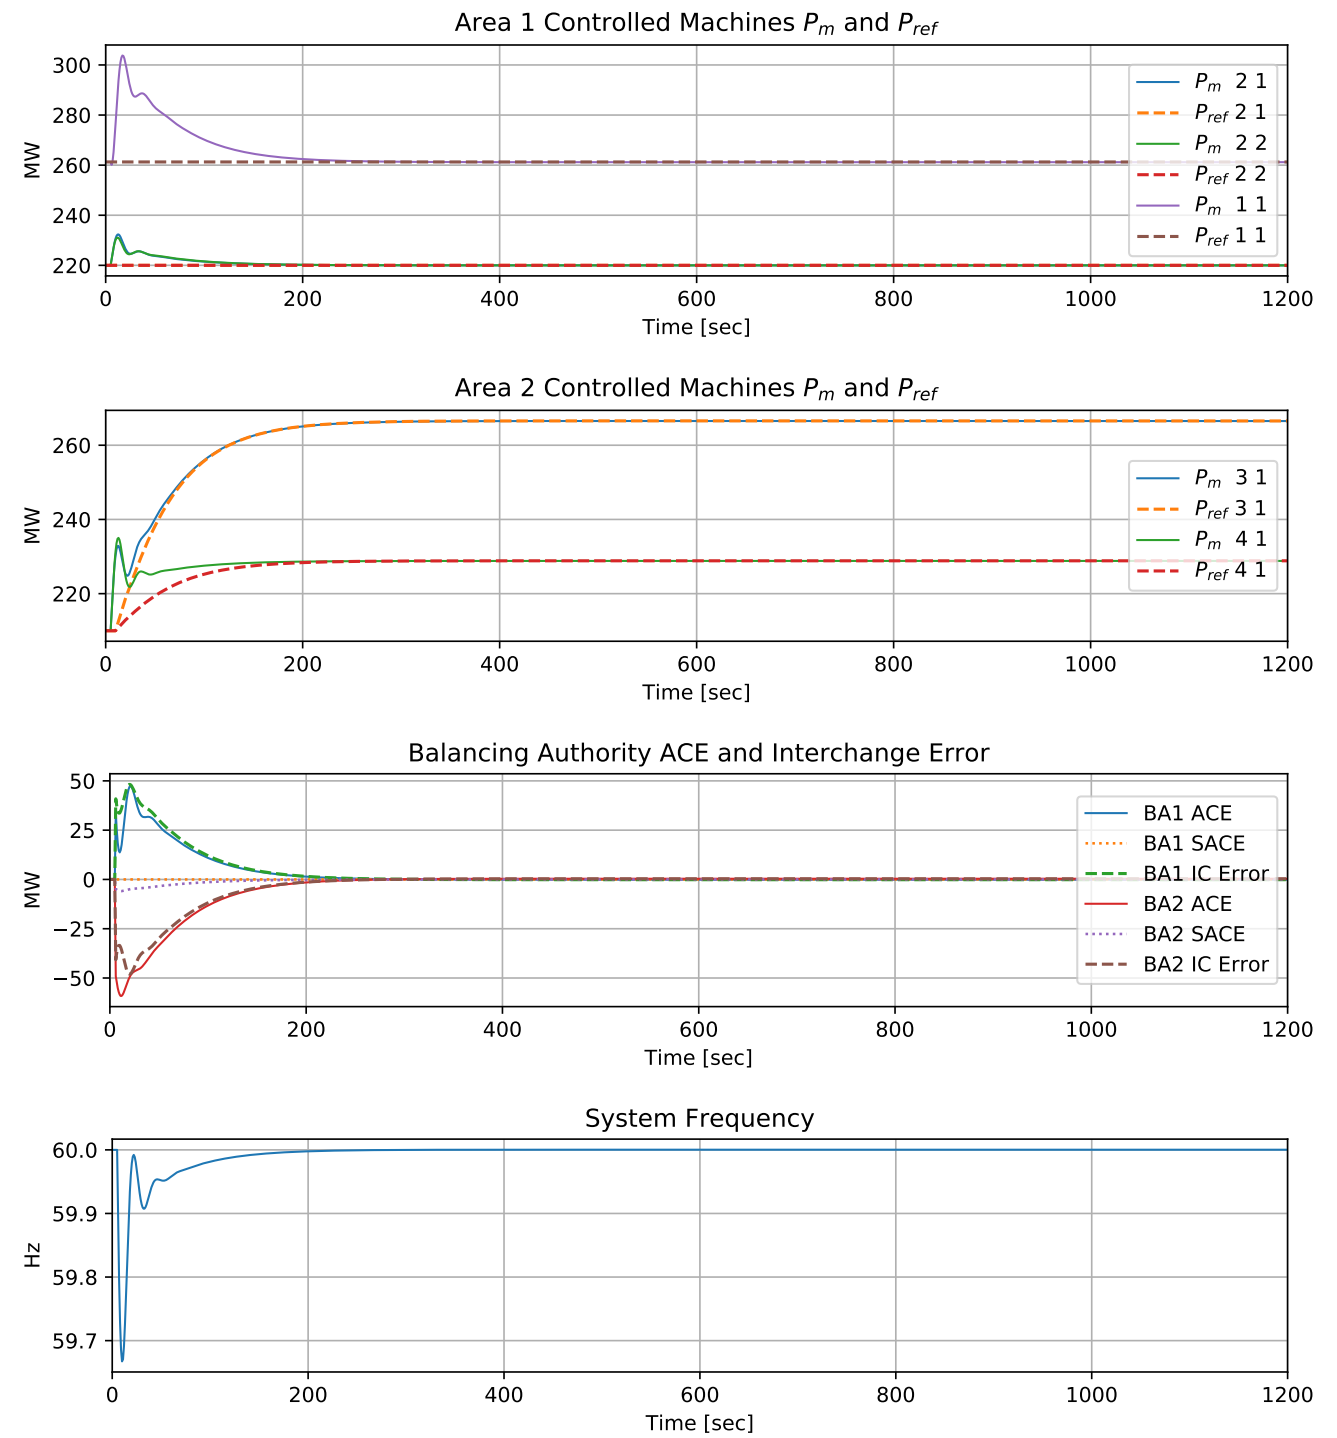 Area 1 Controlled Machines Pm and Pref
300
280
260
240
220
MW
Pm 2 1
Pref 2 1
Pm 2 2
Pref 2 2
Pm 1 1
Pref 1 1
0 200 400 600 800 1000 1200
Time [sec]
Area 2 Controlled Machines Pm and Pref
260
240
220
MW
Pm 3 1
Pref 3 1
Pm 4 1
Pref 4 1
0 200 400 600 800 1000 1200
Time [sec]
Balancing Authority ACE and Interchange Error
50
25
0
−25
−50
MW
BA1 ACE
BA1 SACE
BA1 IC Error
BA2 ACE
BA2 SACE
BA2 IC Error
0 200 400 600 800 1000 1200
Time [sec]
System Frequency
60.0
59.9
59.8
59.7
Hz
0 200 400 600 800 1000 1200
Time [sec]